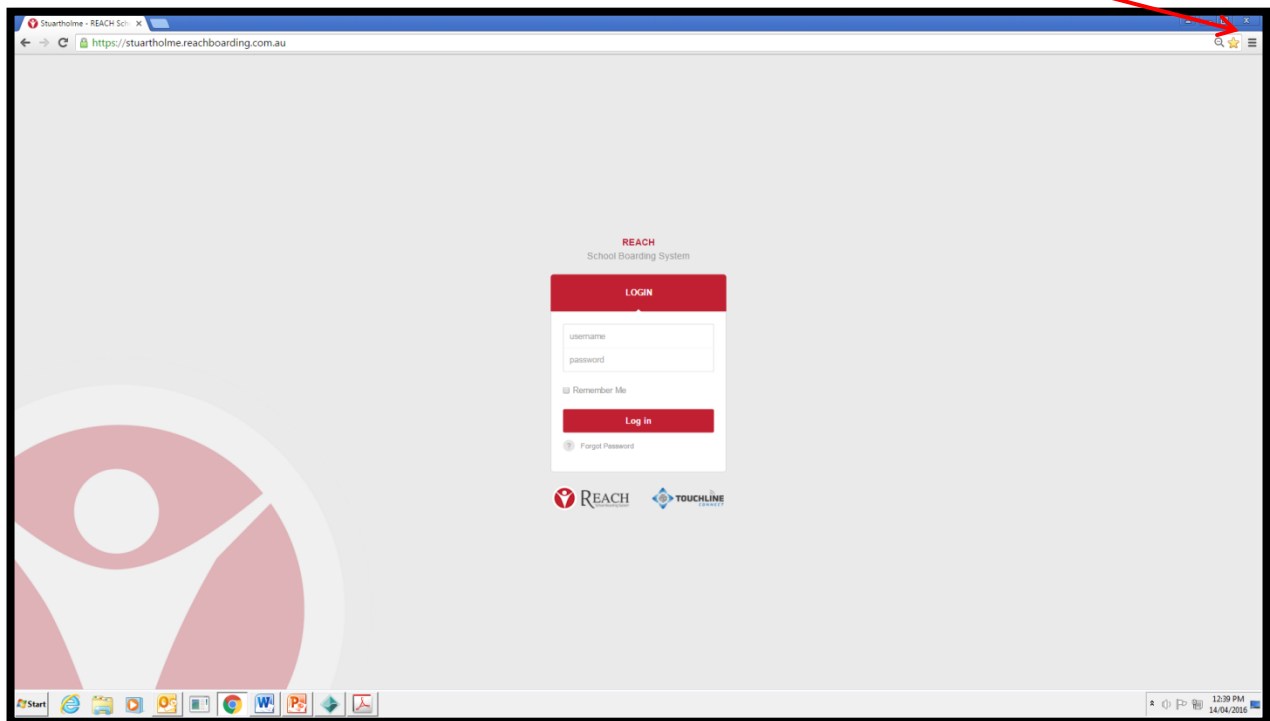 Stuartholme - REACH Sch
https://stuartholme.reachboarding.com.au
REACH
School Boarding System
LOGIN
username
password
Remember Me
Log in
? Forgot Password
REACH
TOUCHLINE
CONNECT
Start
12:39 PM
14/04/2016